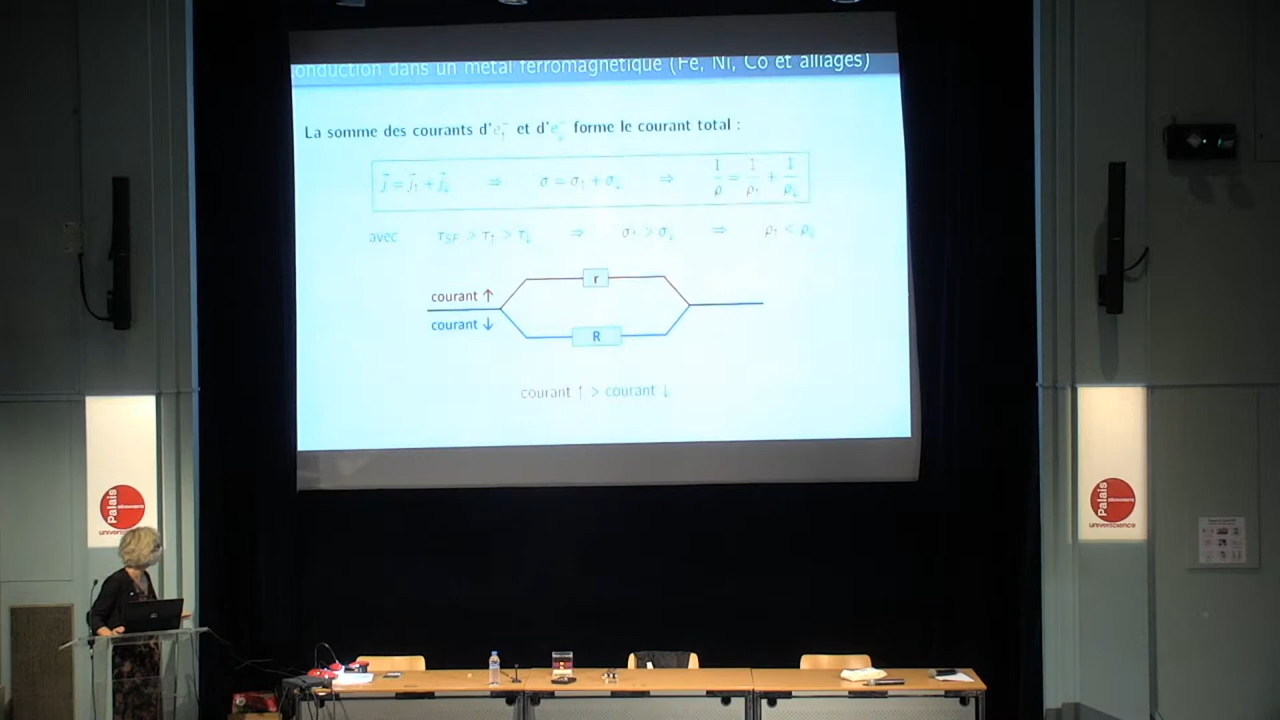 onduction dans un métal ferromagnétique (Fe, Ni, Co et alliages)
La somme des courants d'e↑⁻ et d'e↓⁻ forme le courant total :
j⃗ = j⃗↑ + j⃗↓ ⇒ σ = σ↑ + σ↓ ⇒ 1/ρ = 1/ρ↑ + 1/ρ↓
avec τSF > τ↑ > τ↓ ⇒ σ↑ > σ↓ ⇒ ρ↑ < ρ↓
r
courant ↑
courant ↓
R
courant ↑ > courant ↓
Palais
découverte
universcience
Palais
découverte
universcience